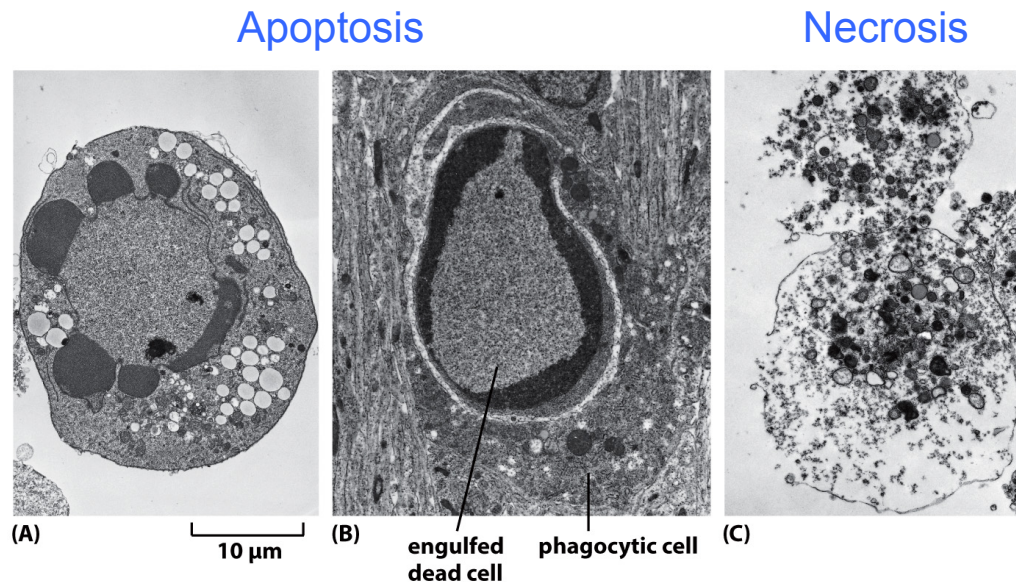 Apoptosis
Necrosis
(A)
10 μm
(B)
engulfed
dead cell
phagocytic cell
(C)